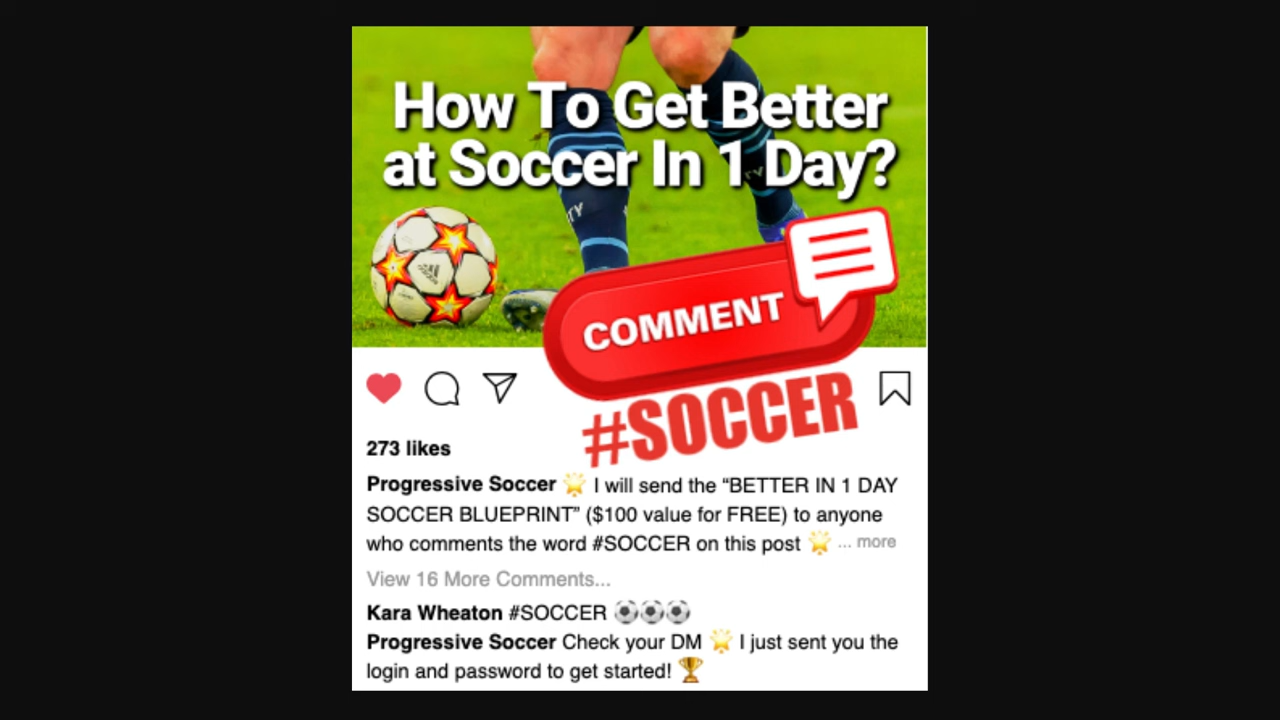 How To Get Better
at Soccer In 1 Day?
TY
TY
adidas
COMMENT
#SOCCER
273 likes
Progressive Soccer 🌟 I will send the “BETTER IN 1 DAY
SOCCER BLUEPRINT” ($100 value for FREE) to anyone
who comments the word #SOCCER on this post 🌟 ... more
View 16 More Comments...
Kara Wheaton #SOCCER ⚽⚽⚽
Progressive Soccer Check your DM 🌟 I just sent you the
login and password to get started! 🏆